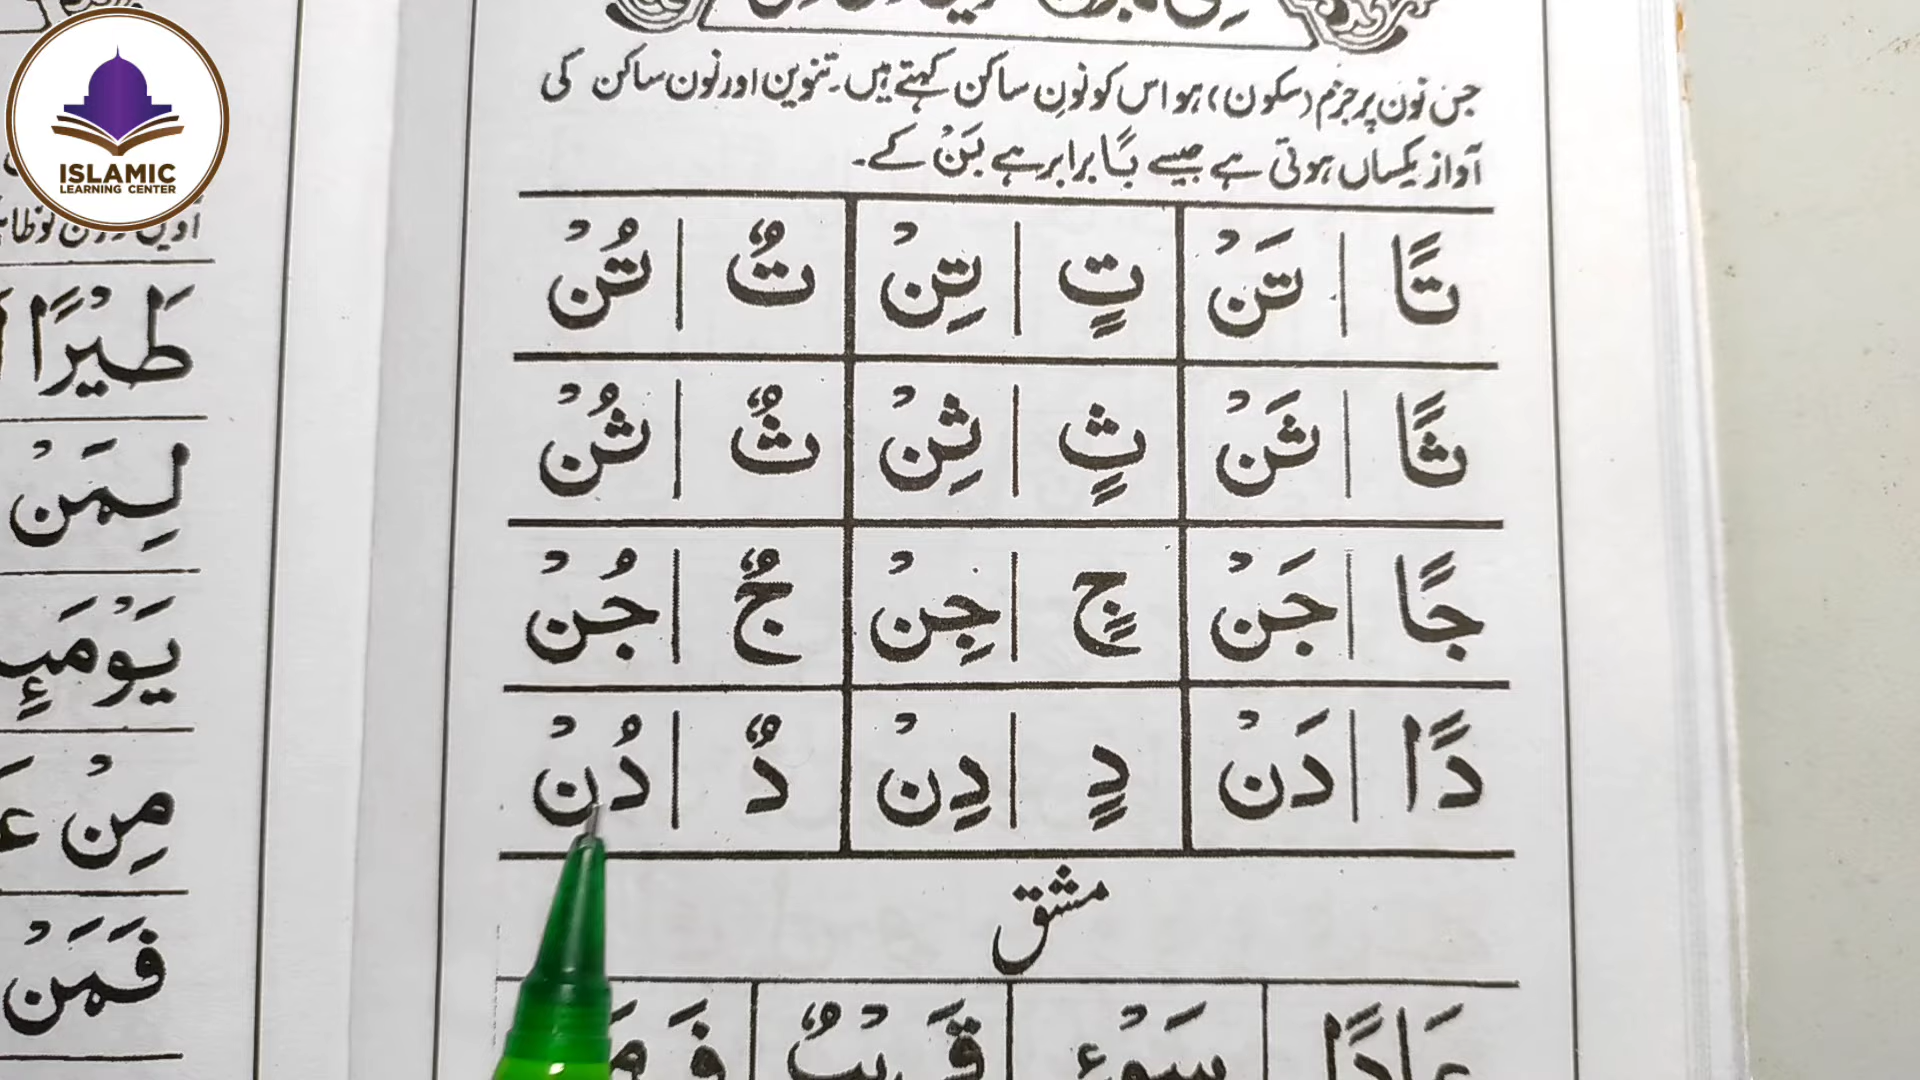 ISLAMIC
LEARNING CENTER
جس نون پر جزم (سکون) ہو اس کو نونِ ساکن کہتے ہیں۔ تنوین اور نون ساکن کی
آواز یکساں ہوتی ہے جیسے بًا برابر ہے بَنْ کے۔
تًا تَنْ تٍ تِنْ تٌ تُنْ
ثًا ثَنْ ثٍ ثِنْ ثٌ ثُنْ
جًا جَنْ جٍ جِنْ جٌ جُنْ
دًا دَنْ دٍ دِنْ دٌ دُنْ
مشق
طَيْرًا
لِمَنْ
مِنْ
فَمَنْ